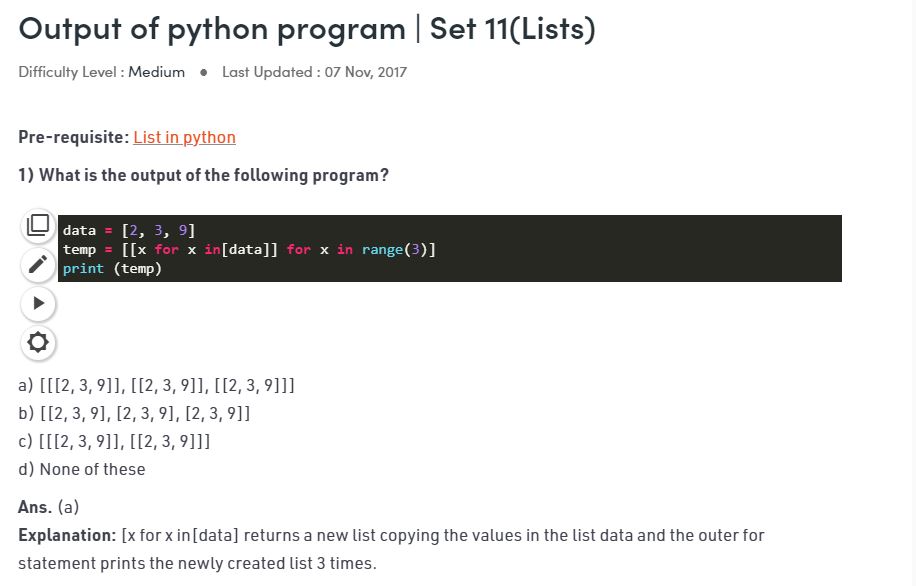 Output of python program | Set 11(Lists)
Difficulty Level : Medium ● Last Updated : 07 Nov, 2017
Pre-requisite: List in python
1) What is the output of the following program?
data = [2, 3, 9]
temp = [[x for x in[data]] for x in range(3)]
print (temp)
a) [[[2, 3, 9]], [[2, 3, 9]], [[2, 3, 9]]]
b) [[2, 3, 9], [2, 3, 9], [2, 3, 9]]
c) [[[2, 3, 9]], [[2, 3, 9]]]
d) None of these
Ans. (a)
Explanation: [x for x in[data] returns a new list copying the values in the list data and the outer for
statement prints the newly created list 3 times.